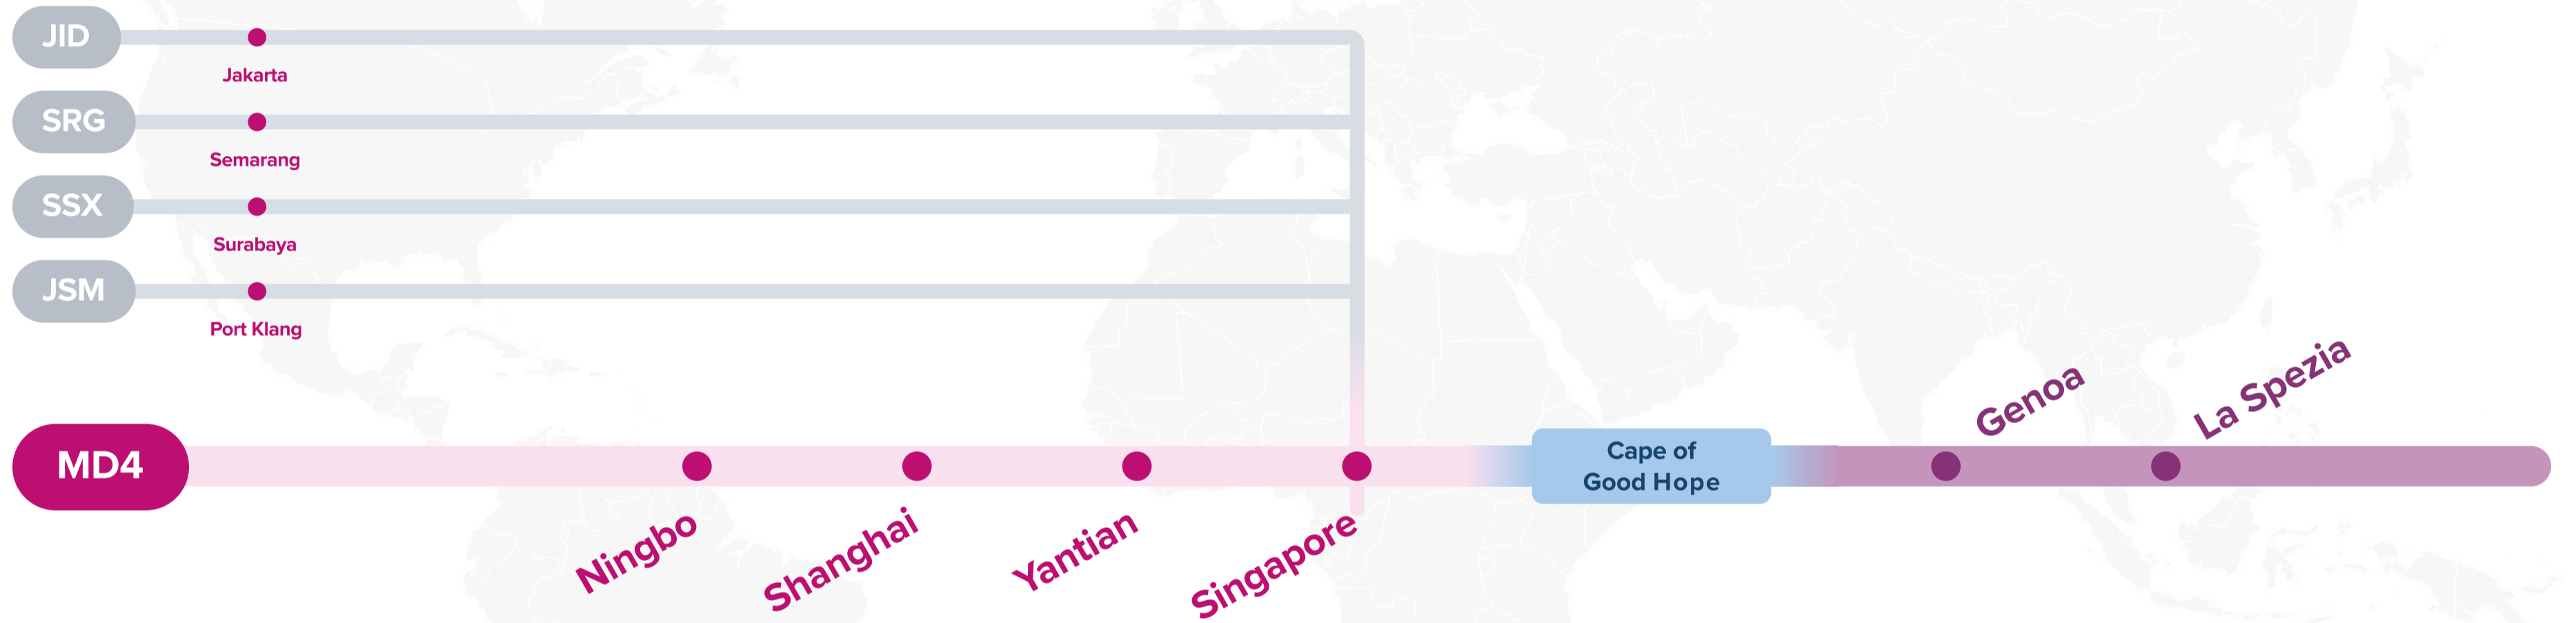 JID
Jakarta
SRG
Semarang
SSX
Surabaya
JSM
Port Klang
MD4
Ningbo
Shanghai
Yantian
Singapore
Cape of
Good Hope
Genoa
La Spezia